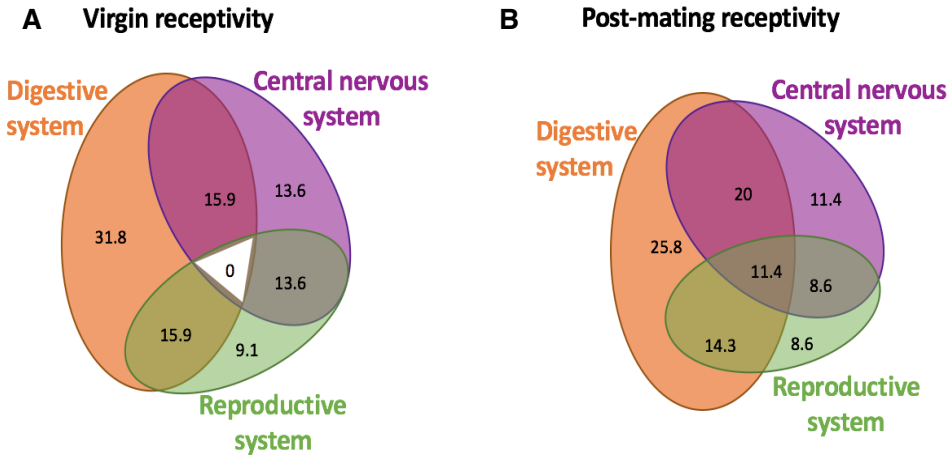 A
Virgin receptivity
Digestive
system
Central nervous
system
15.9
13.6
31.8
0
13.6
15.9
9.1
Reproductive
system
B
Post-mating receptivity
Digestive
system
Central nervous
system
20
11.4
25.8
11.4
8.6
14.3
8.6
Reproductive
system